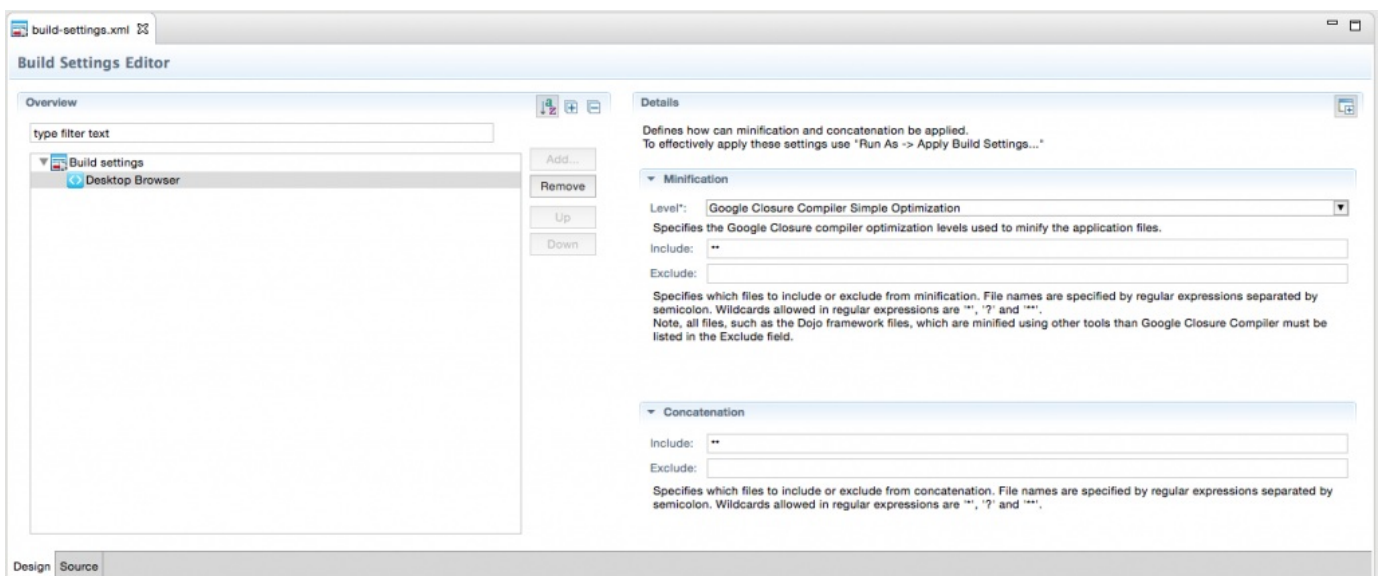 build-settings.xml
Build Settings Editor
Overview
type filter text
Build settings
Desktop Browser
Add...
Remove
Up
Down
Details
Defines how can minification and concatenation be applied.
To effectively apply these settings use "Run As -> Apply Build Settings..."
Minification
Level*: Google Closure Compiler Simple Optimization
Specifies the Google Closure compiler optimization levels used to minify the application files.
Include: **
Exclude:
Specifies which files to include or exclude from minification. File names are specified by regular expressions separated by
semicolon. Wildcards allowed in regular expressions are '*', '?' and '**'.
Note, all files, such as the Dojo framework files, which are minified using other tools than Google Closure Compiler must be
listed in the Exclude field.
Concatenation
Include: **
Exclude:
Specifies which files to include or exclude from concatenation. File names are specified by regular expressions separated by
semicolon. Wildcards allowed in regular expressions are '*', '?' and '**'.
Design Source